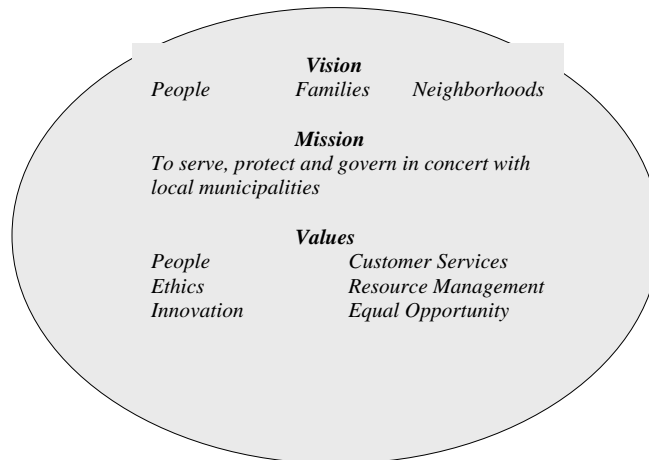 Vision
People Families Neighborhoods
Mission
To serve, protect and govern in concert with
local municipalities
Values
People Customer Services
Ethics Resource Management
Innovation Equal Opportunity